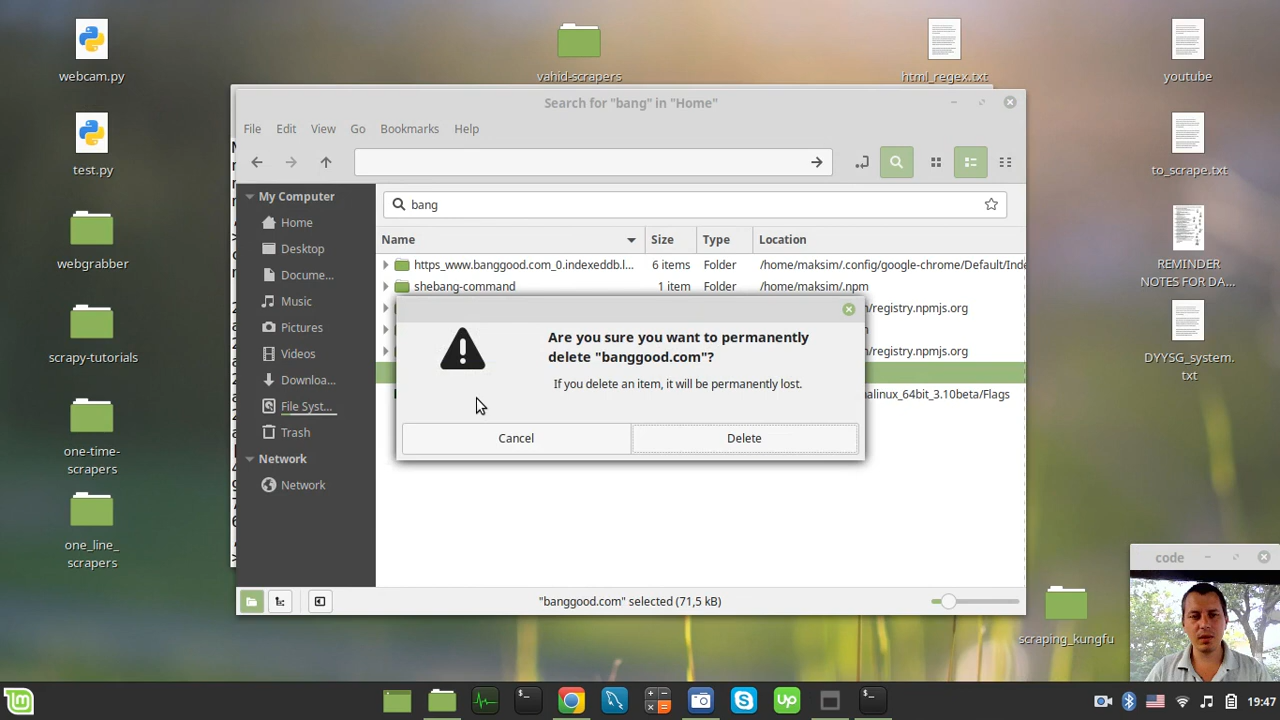 webcam.py
vahid-scrapers
html_regex.txt
youtube
Search for "bang" in "Home"
File Edit View Go Bookmarks Help
test.py
to_scrape.txt
My Computer
bang
Home
Name Size Type Location
Desktop
webgrabber
https_www.banggood.com_0.indexeddb.l... 6 items Folder /home/maksim/.config/google-chrome/Default/Inde
REMINDER
NOTES FOR DA...
Docume...
shebang-command 1 item Folder /home/maksim/.npm
Music
/registry.npmjs.org
Pictures
Are you sure you want to permanently
delete "banggood.com"?
Videos
/registry.npmjs.org
scrapy-tutorials
DYYSG_system.
txt
Downloa...
If you delete an item, it will be permanently lost.
alinux_64bit_3.10beta/Flags
File Syst...
Trash
Cancel
Delete
one-time-
scrapers
Network
Network
one_line_
scrapers
code
"banggood.com" selected (71,5 kB)
scraping_kungfu
19:47